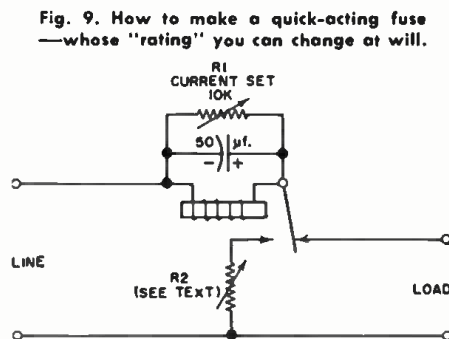 Fig. 9. How to make a quick-acting fuse
—whose "rating" you can change at will.
R1
CURRENT SET
10K
50 µf.
- +
LINE
R2
(SEE TEXT)
LOAD